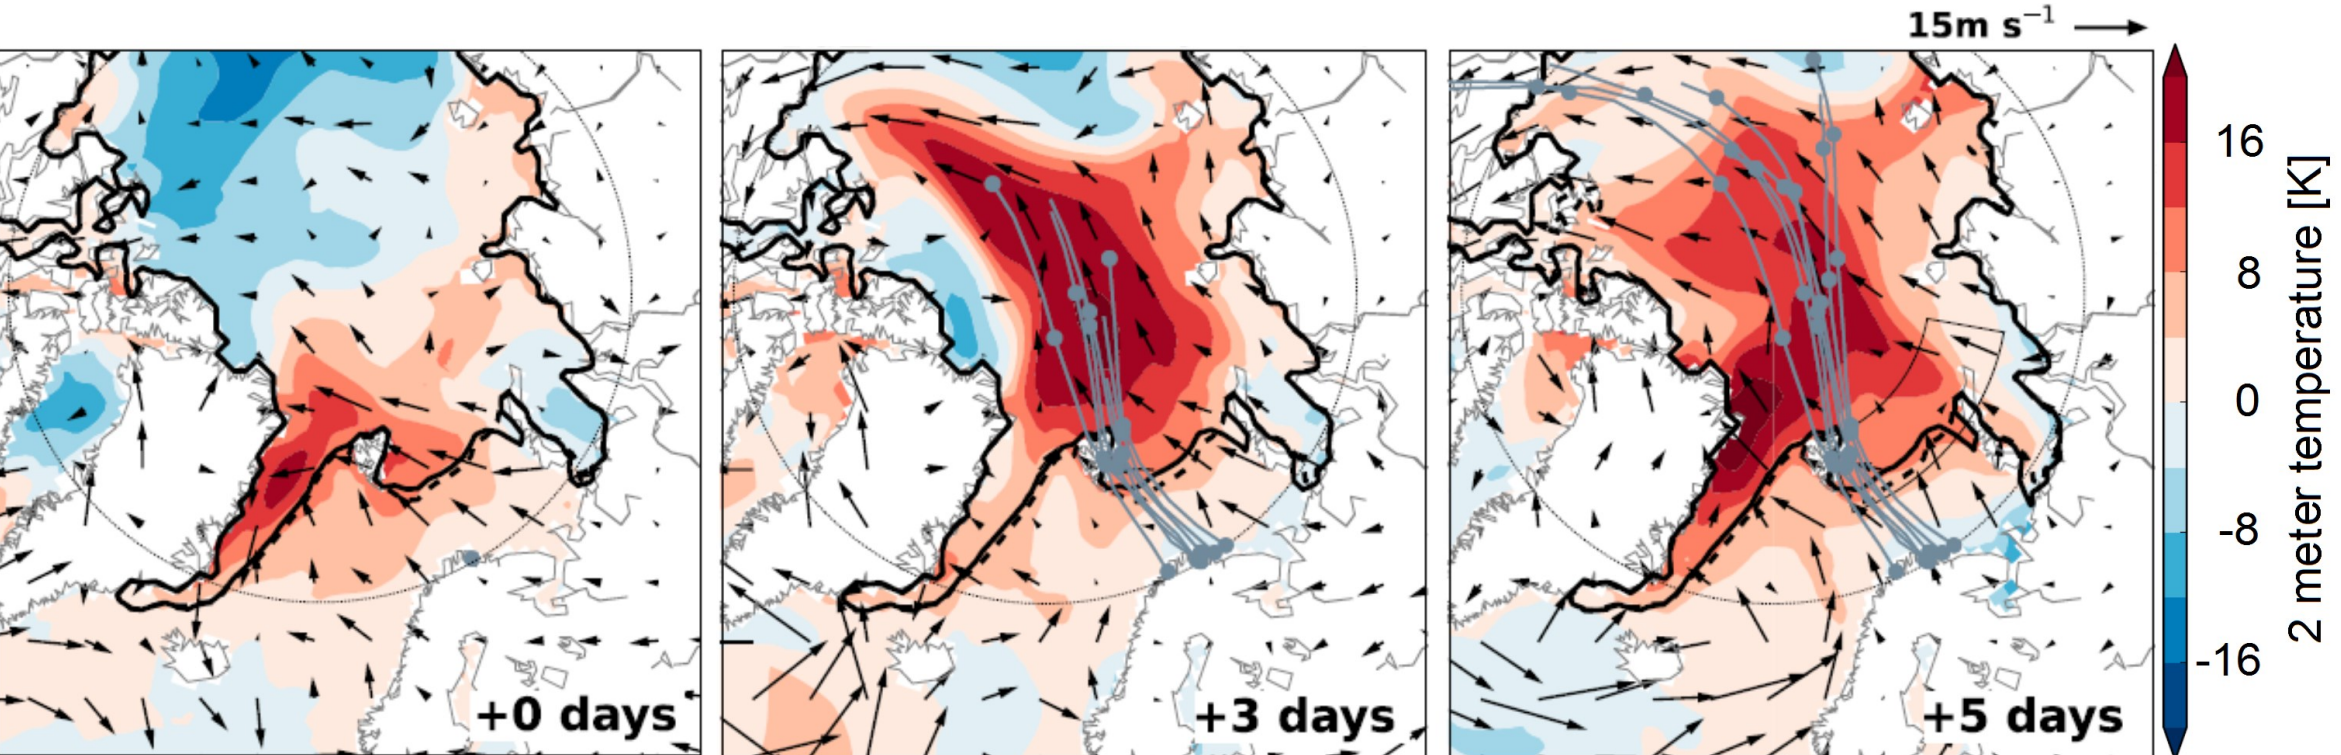 15m s⁻¹
+0 days
+3 days
+5 days
16
8
0
-8
-16
2 meter temperature [K]